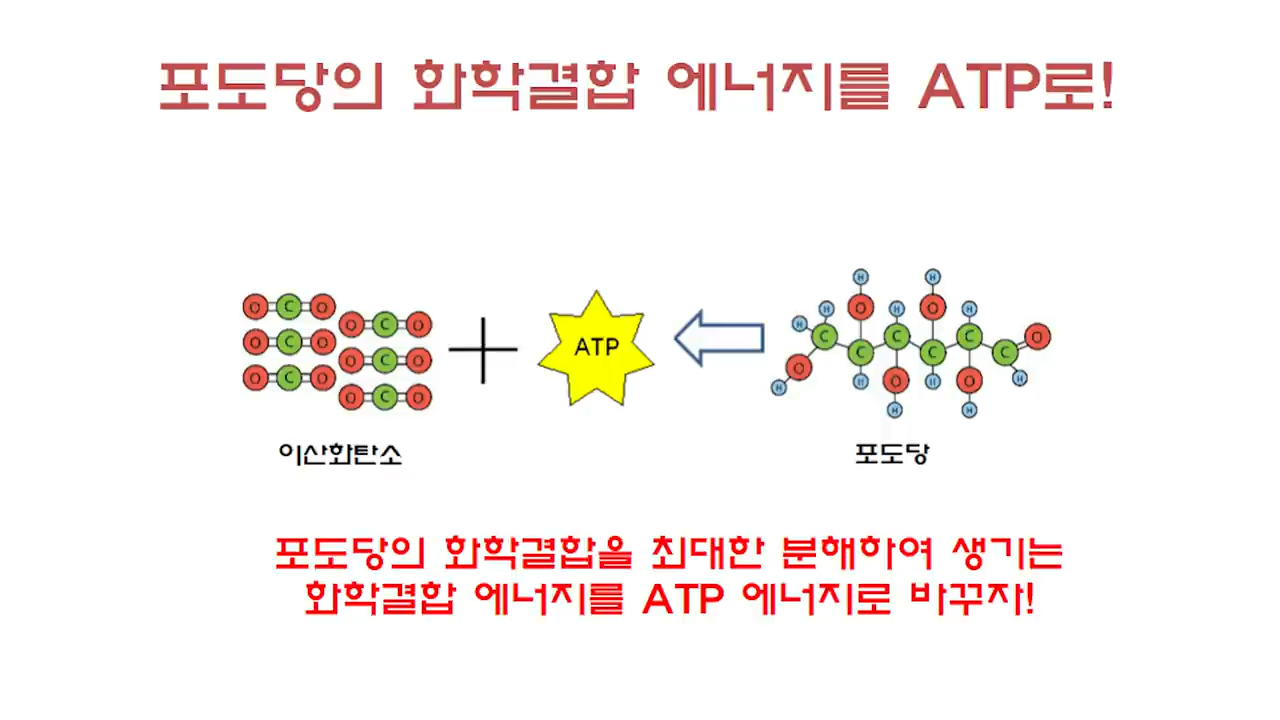 포도당의 화학결합 에너지를 ATP로!
H H
H H H
O O
H
C C C O
C C C
O O O H
H H H
H H
O C O
O C O
O C O
O C O
O C O
O C O
ATP
이산화탄소 포도당
포도당의 화학결합을 최대한 분해하여 생기는
화학결합 에너지를 ATP 에너지로 바꾸자!